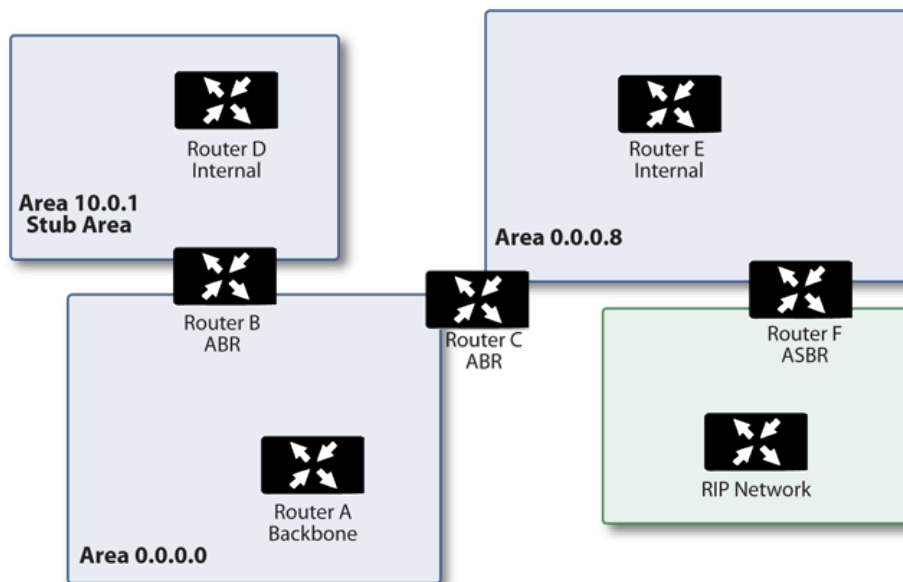 Router D
Internal
Area 10.0.1
Stub Area
Router E
Internal
Area 0.0.0.8
Router B
ABR
Router C
ABR
Router F
ASBR
Router A
Backbone
Area 0.0.0.0
RIP Network